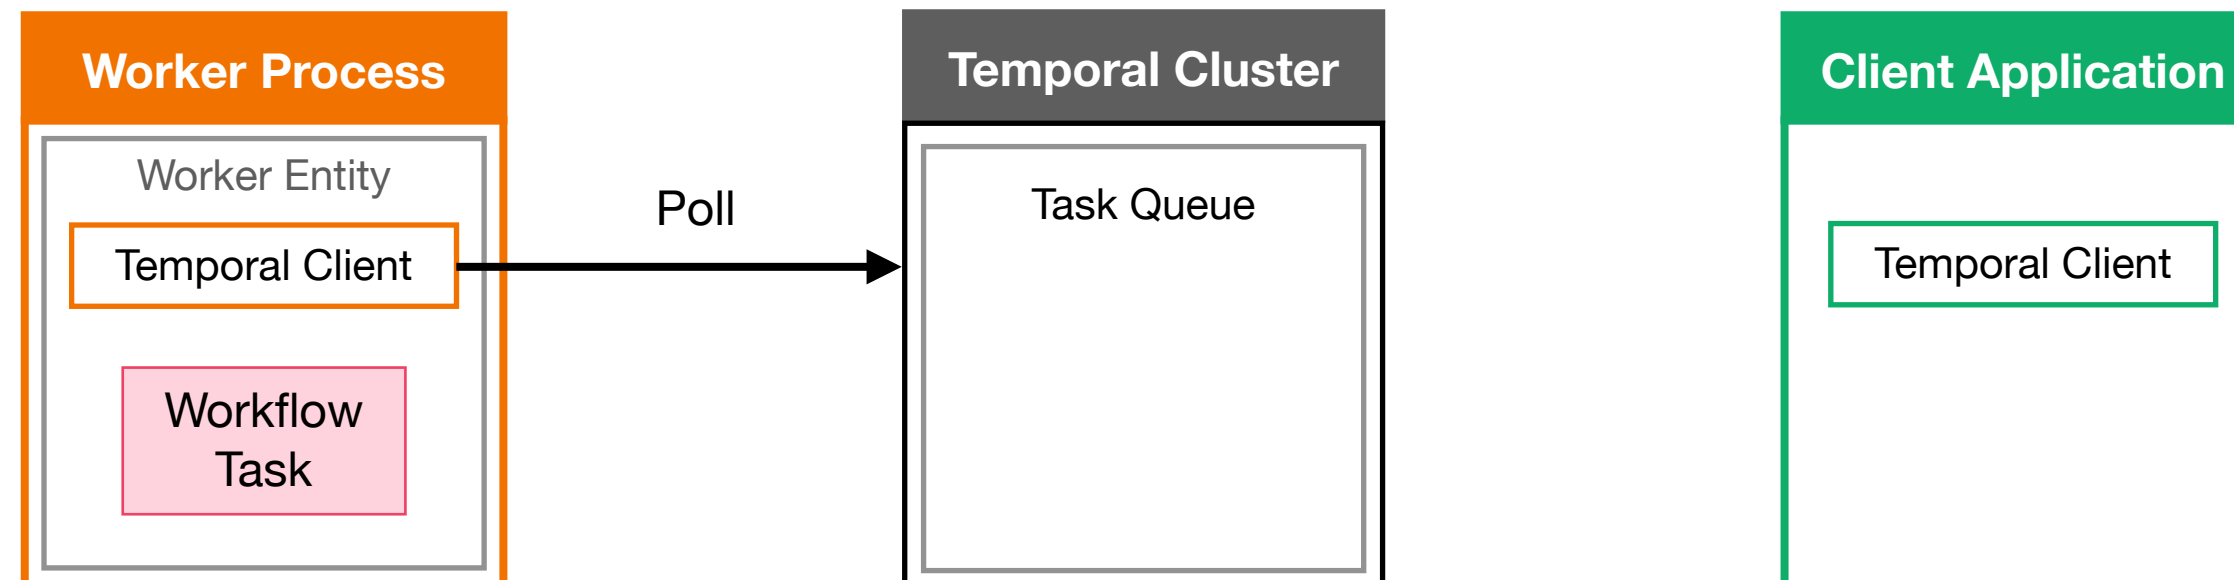 Worker Process
Worker Entity
Temporal Client
Workflow
Task
Poll
Temporal Cluster
Task Queue
Client Application
Temporal Client